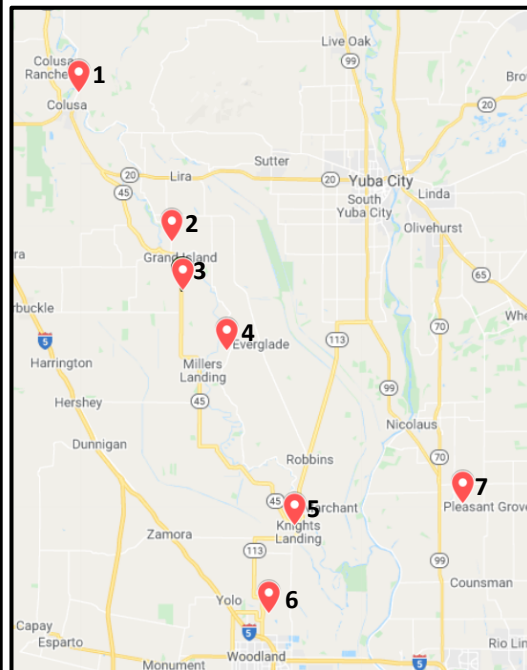 Live Oak
99
Colusa
Ranche
1
Colusa
Bro
20
20
Lira
Sutter
20
Yuba City
South
Yuba City
Linda
45
Olivehurst
2
Grand Island
3
65
ra
rbuckle
70
Whe
5
4
Everglade
113
Harrington
Millers
Landing
99
Hershey
45
Nicolaus
Dunnigan
70
Robbins
7
Pleasant Grove
45
5
archant
Knights
Landing
Zamora
113
99
Counsman
Yolo
6
Capay
5
Esparto
Rio Lin
Woodland
Monument
5